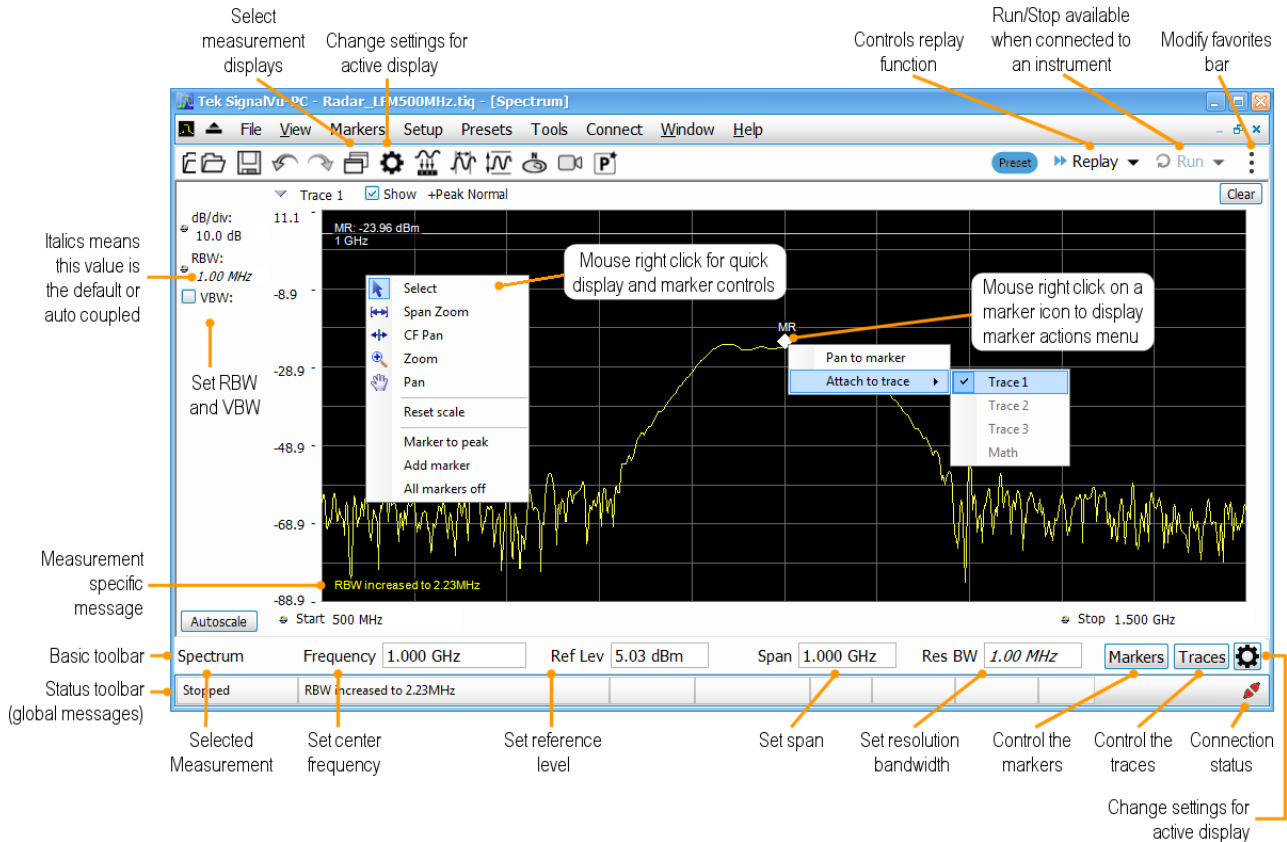 Select
measurement
displays
Change settings for
active display
Controls replay
function
Run/Stop available
when connected to
an instrument
Modify favorites
bar
Tek SignalVu-PC - Radar_LFM500MHz.tiq - [Spectrum]
File View Markers Setup Presets Tools Connect Window Help
Preset Replay Run
Trace 1 Show +Peak Normal Clear
dB/div:
10.0 dB
RBW:
1.00 MHz
VBW:
Italics means
this value is
the default or
auto coupled
Set RBW
and VBW
11.1
-8.9
-28.9
-48.9
-68.9
-88.9
MR: -23.96 dBm
1 GHz
Select
Span Zoom
CF Pan
Zoom
Pan
Reset scale
Marker to peak
Add marker
All markers off
Mouse right click for quick
display and marker controls
MR
Mouse right click on a
marker icon to display
marker actions menu
Pan to marker
Attach to trace
Trace 1
Trace 2
Trace 3
Math
Measurement
specific
message
RBW increased to 2.23MHz
Autoscale Start 500 MHz Stop 1.500 GHz
Basic toolbar
Spectrum Frequency 1.000 GHz Ref Lev 5.03 dBm Span 1.000 GHz Res BW 1.00 MHz Markers Traces
Status toolbar
(global messages)
Stopped RBW increased to 2.23MHz
Selected
Measurement
Set center
frequency
Set reference
level
Set span
Set resolution
bandwidth
Control the
markers
Control the
traces
Connection
status
Change settings for
active display